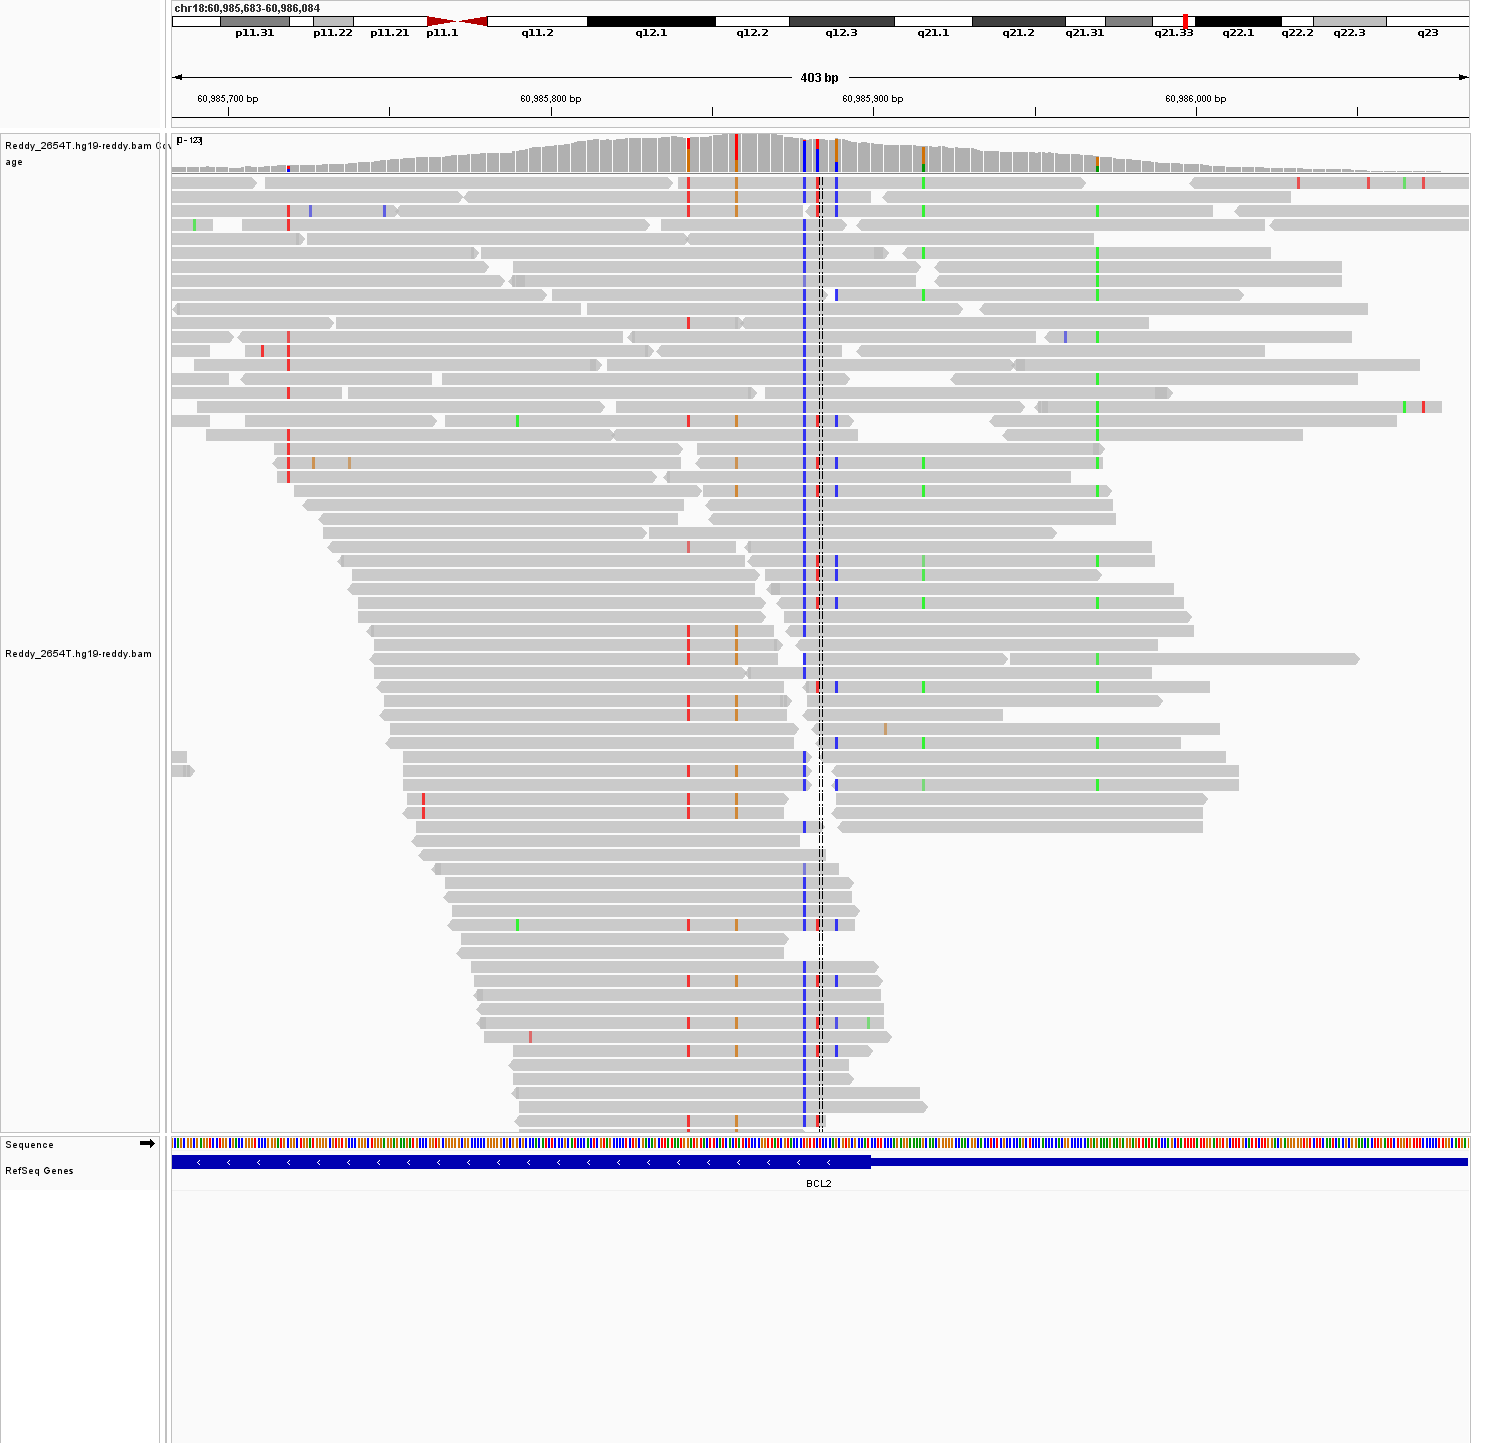 chr18:60,985,683-60,986,084
p11.31 p11.22 p11.21 p11.1 q11.2 q12.1 q12.2 q12.3 q21.1 q21.2 q21.31 q21.33 q22.1 q22.2 q22.3 q23
403 bp
60,985,700 bp 60,985,800 bp 60,985,900 bp 60,986,000 bp
Reddy_2654T.hg19-reddy.bam Cov
age
[0 - 123]
Reddy_2654T.hg19-reddy.bam
Sequence
RefSeq Genes
BCL2